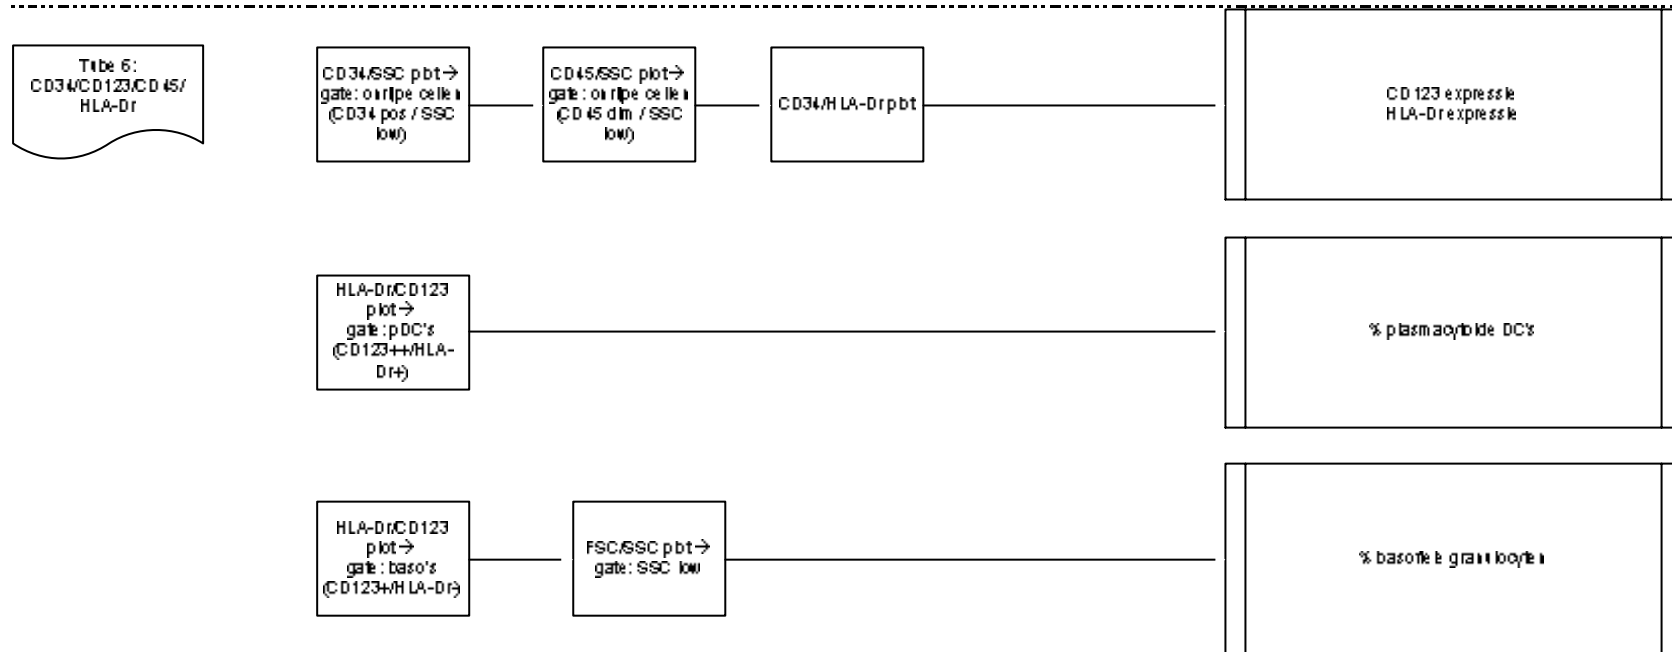 Tube 6:
CD34/CD123/CD45/
HLA-Dr
CD34/SSC plot→
gate: onrijpe cellen
(CD34 pos / SSC
low)
CD45/SSC plot→
gate: onrijpe cellen
(CD45 dim / SSC
low)
CD34/HLA-Dr plot
CD123 expressie
HLA-Dr expressie
HLA-Dr/CD123
plot→
gate: pDC's
(CD123++/HLA-
Dr+)
% plasmacytoide DC's
HLA-Dr/CD123
plot→
gate: baso's
(CD123+/HLA-Dr-)
FSC/SSC plot→
gate: SSC low
% basofiele granulocyten